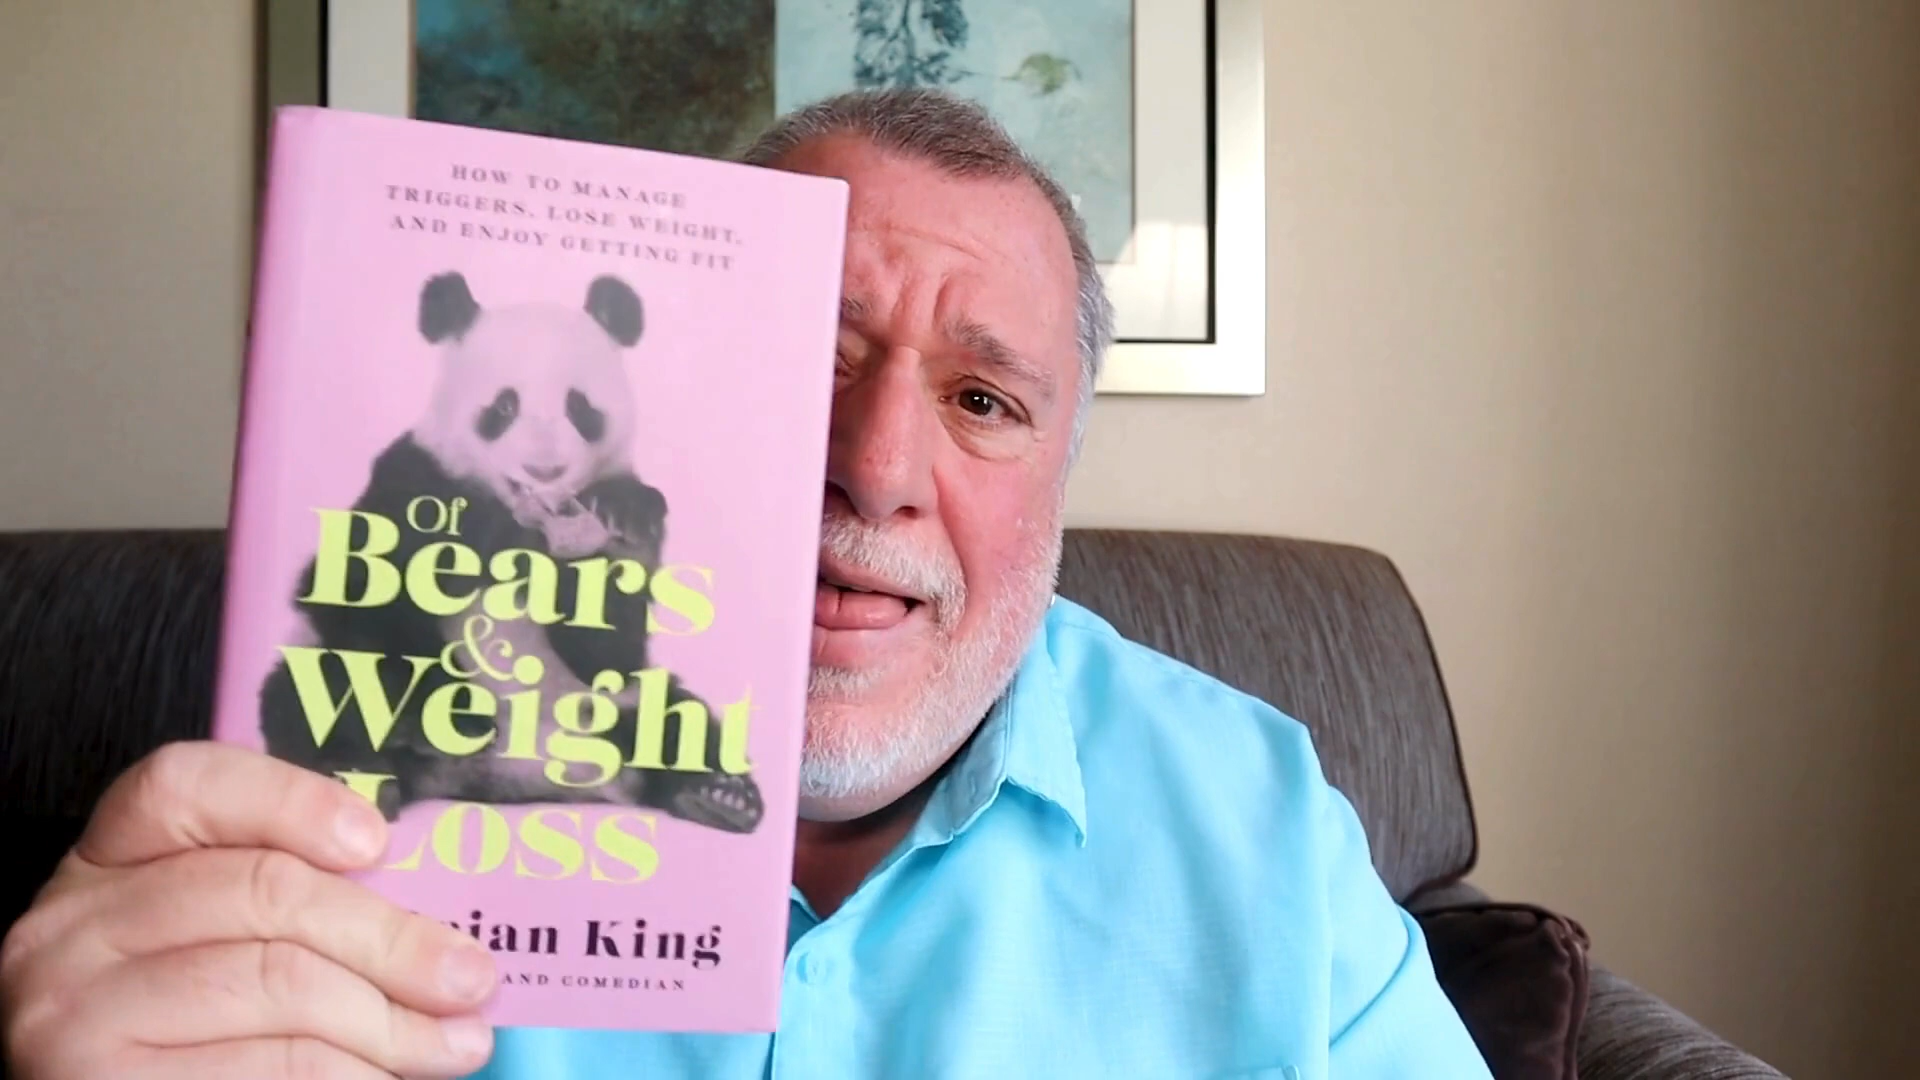 HOW TO MANAGE
TRIGGERS, LOSE WEIGHT,
AND ENJOY GETTING FIT
Of
Bears
&
Weight
Loss
King
AND COMEDIAN